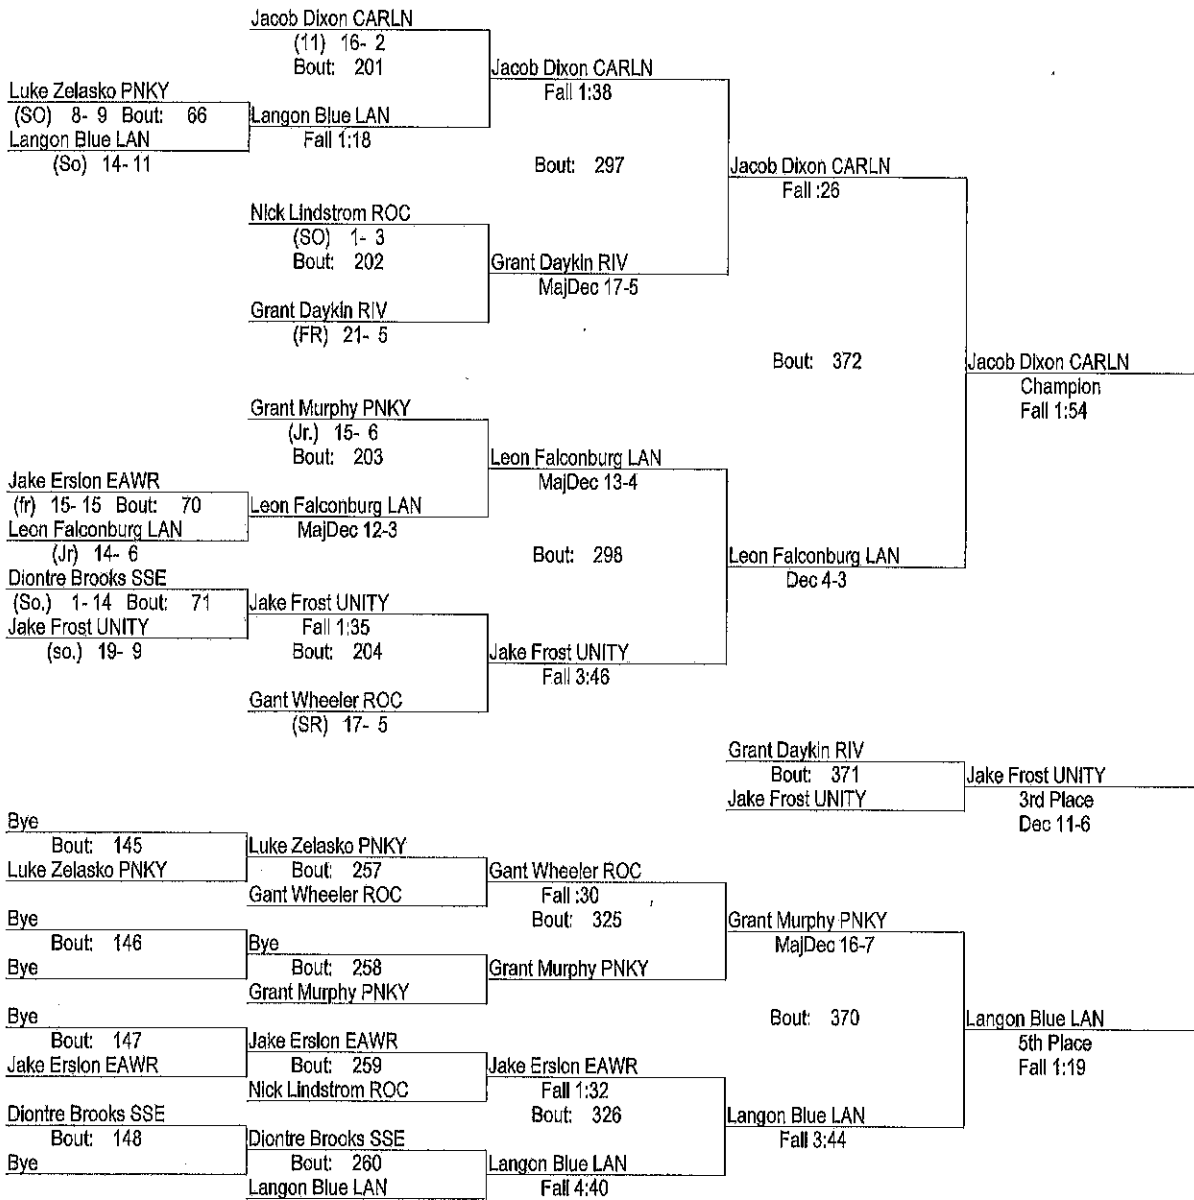 Jacob Dixon CARLN
(11) 16- 2
Bout: 201
Jacob Dixon CARLN
Fall 1:38
Luke Zelasko PNKY
(SO) 8- 9 Bout: 66
Langon Blue LAN
Langon Blue LAN
Fall 1:18
(So) 14- 11
Bout: 297
Jacob Dixon CARLN
Fall :26
Nick Lindstrom ROC
(SO) 1- 3
Bout: 202
Grant Daykin RIV
MajDec 17-5
Grant Daykin RIV
(FR) 21- 5
Bout: 372
Jacob Dixon CARLN
Champion
Fall 1:54
Grant Murphy PNKY
(Jr.) 15- 6
Bout: 203
Leon Falconburg LAN
MajDec 13-4
Jake Ersion EAWR
(fr) 15- 15 Bout: 70
Leon Falconburg LAN
Leon Falconburg LAN
MajDec 12-3
(Jr) 14- 6
Bout: 298
Leon Falconburg LAN
Dec 4-3
Diontre Brooks SSE
(So.) 1- 14 Bout: 71
Jake Frost UNITY
Jake Frost UNITY
Fall 1:35
(so.) 19- 9
Bout: 204
Jake Frost UNITY
Fall 3:46
Gant Wheeler ROC
(SR) 17- 5
Grant Daykin RIV
Bout: 371
Jake Frost UNITY
Jake Frost UNITY
3rd Place
Dec 11-6
Bye
Bout: 145
Luke Zelasko PNKY
Luke Zelasko PNKY
Bout: 257
Gant Wheeler ROC
Gant Wheeler ROC
Fall :30
Bout: 325
Bye
Bout: 146
Bye
Bye
Bout: 258
Grant Murphy PNKY
Grant Murphy PNKY
Grant Murphy PNKY
MajDec 16-7
Bout: 370
Langon Blue LAN
5th Place
Fall 1:19
Bye
Bout: 147
Jake Ersion EAWR
Jake Ersion EAWR
Bout: 259
Nick Lindstrom ROC
Jake Ersion EAWR
Fall 1:32
Bout: 326
Langon Blue LAN
Fall 3:44
Diontre Brooks SSE
Bout: 148
Bye
Diontre Brooks SSE
Bout: 260
Langon Blue LAN
Langon Blue LAN
Fall 4:40